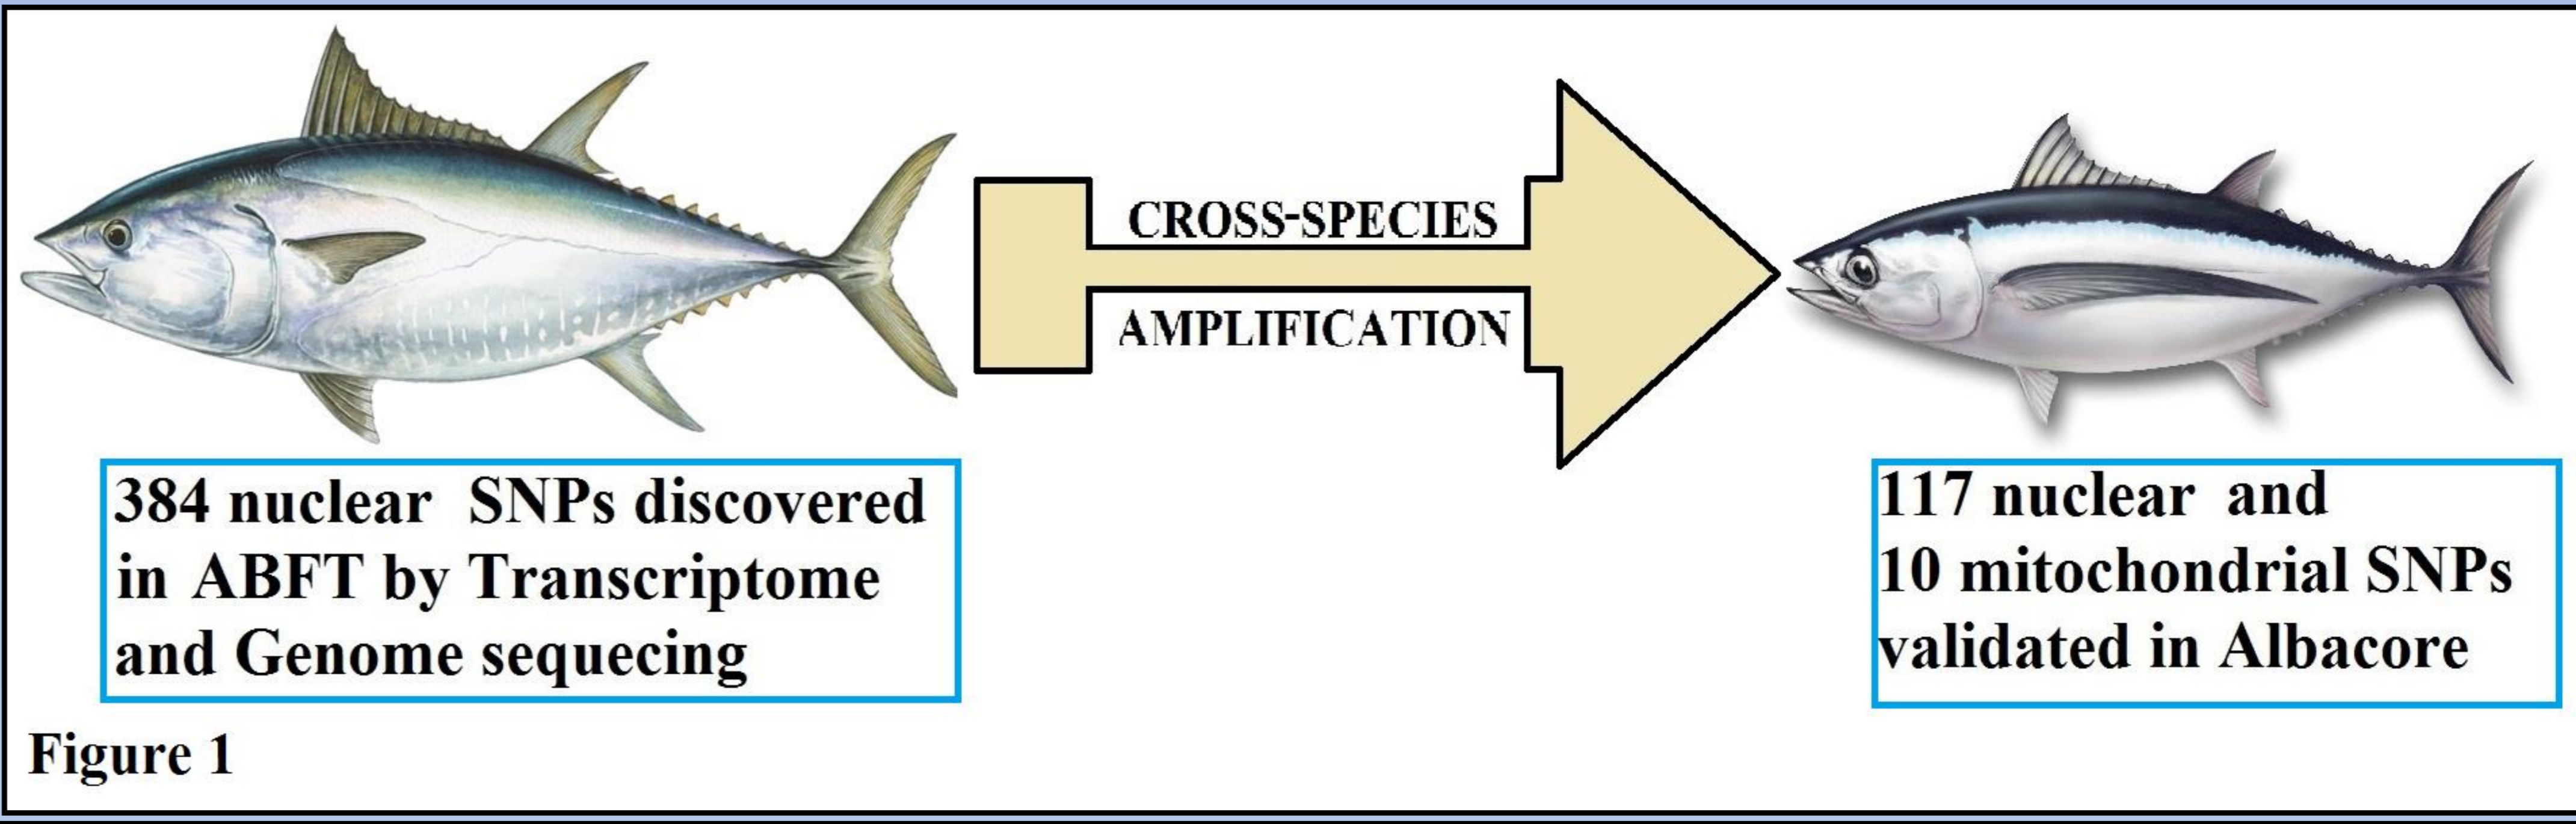 CROSS-SPECIES
AMPLIFICATION
384 nuclear SNPs discovered
in ABFT by Transcriptome
and Genome sequecing
117 nuclear and
10 mitochondrial SNPs
validated in Albacore
Figure 1